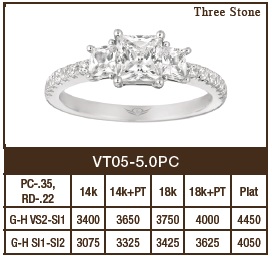 Three Stone
VT05-5.0PC
PC-.35, RD-.22 14k 14k+PT 18k 18k+PT Plat
G-H VS2-SI1 3400 3650 3750 4000 4450
G-H SI1-SI2 3075 3325 3425 3625 4050